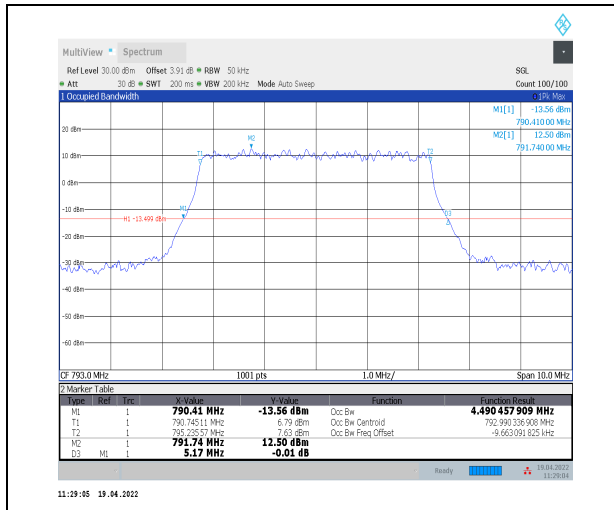 MultiView Spectrum
Ref Level 30.00 dBm Offset 3.91 dB RBW 50 kHz SGL
Att 30 dB SWT 200 ms VBW 200 kHz Mode Auto Sweep Count 100/100
1 Occupied Bandwidth 1Pk Max
M1[1] -13.56 dBm
790.41000 MHz
M2[1] 12.50 dBm
791.74000 MHz
20 dBm
M2
10 dBm T1 T2
0 dBm
-10 dBm M1 D3
H1 -13.499 dBm
-20 dBm
-30 dBm
-40 dBm
-50 dBm
-60 dBm
CF 793.0 MHz 1001 pts 1.0 MHz/ Span 10.0 MHz
2 Marker Table
Type Ref Trc X-Value Y-Value Function Function Result
M1 1 790.41 MHz -13.56 dBm Occ Bw 4.490 457 909 MHz
T1 1 790.74511 MHz 6.79 dBm Occ Bw Centroid 792.990 336 908 MHz
T2 1 795.23557 MHz 7.63 dBm Occ Bw Freq Offset -9.663 091 825 kHz
M2 1 791.74 MHz 12.50 dBm
D3 M1 1 5.17 MHz -0.01 dB
Ready 19.04.2022
11:29:04
11:29:05 19.04.2022